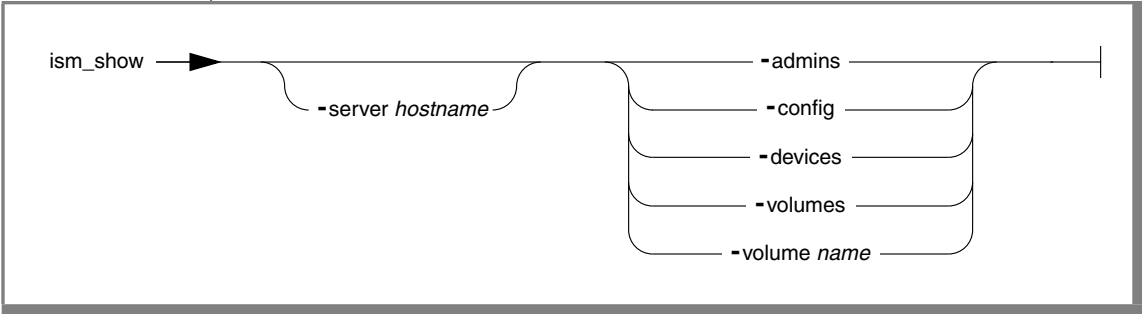 ism_show -admins
-server hostname -config
-devices
-volumes
-volume name